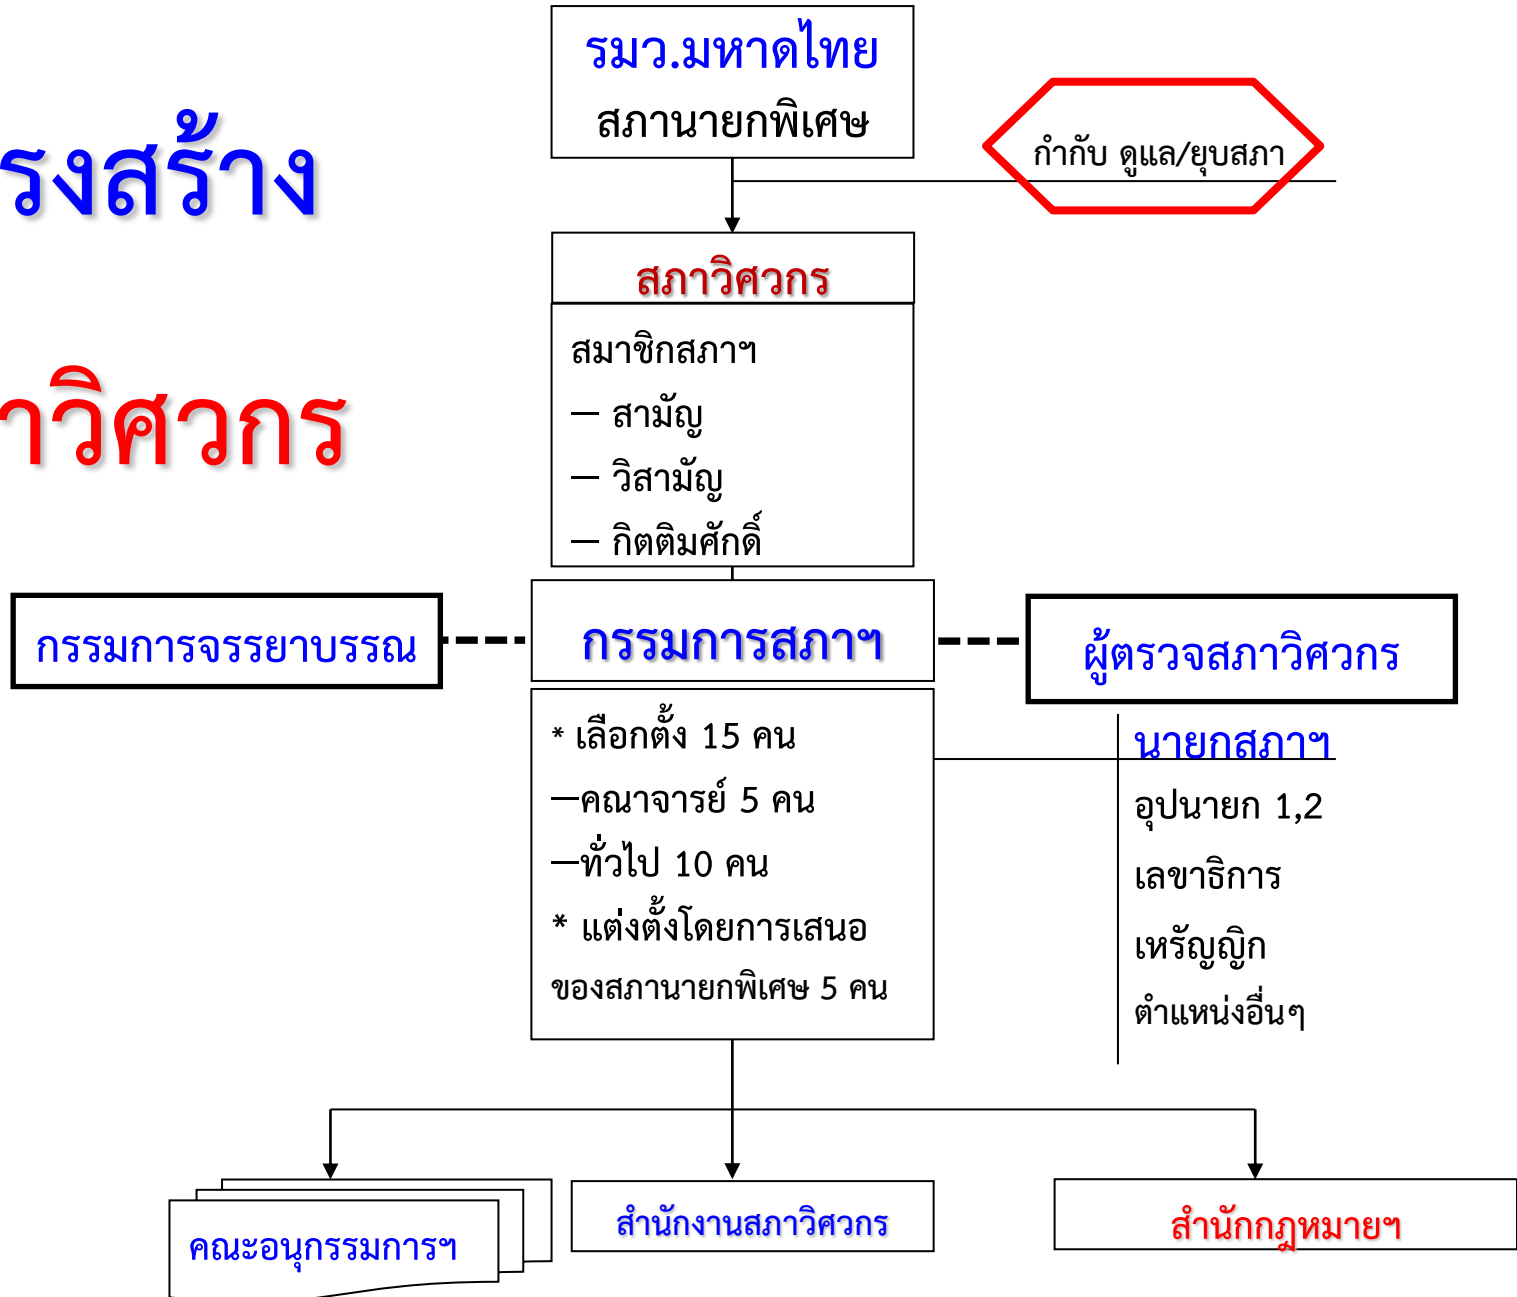 รมว.มหาดไทย
สภานายกพิเศษ
กำกับ ดูแล/ยุบสภา
รงสร้าง
าวิศวกร
สภาวิศวกร
สมาชิกสภาฯ
— สามัญ
— วิสามัญ
— กิตติมศักดิ์
กรรมการจรรยาบรรณ
กรรมการสภาฯ
ผู้ตรวจสภาวิศวกร
* เลือกตั้ง 15 คน
—คณาจารย์ 5 คน
—ทั่วไป 10 คน
* แต่งตั้งโดยการเสนอ
ของสภานายกพิเศษ 5 คน
นายกสภาฯ
อุปนายก 1,2
เลขาธิการ
เหรัญญิก
ตำแหน่งอื่นๆ
คณะอนุกรรมการฯ
สำนักงานสภาวิศวกร
สำนักกฎหมายฯ